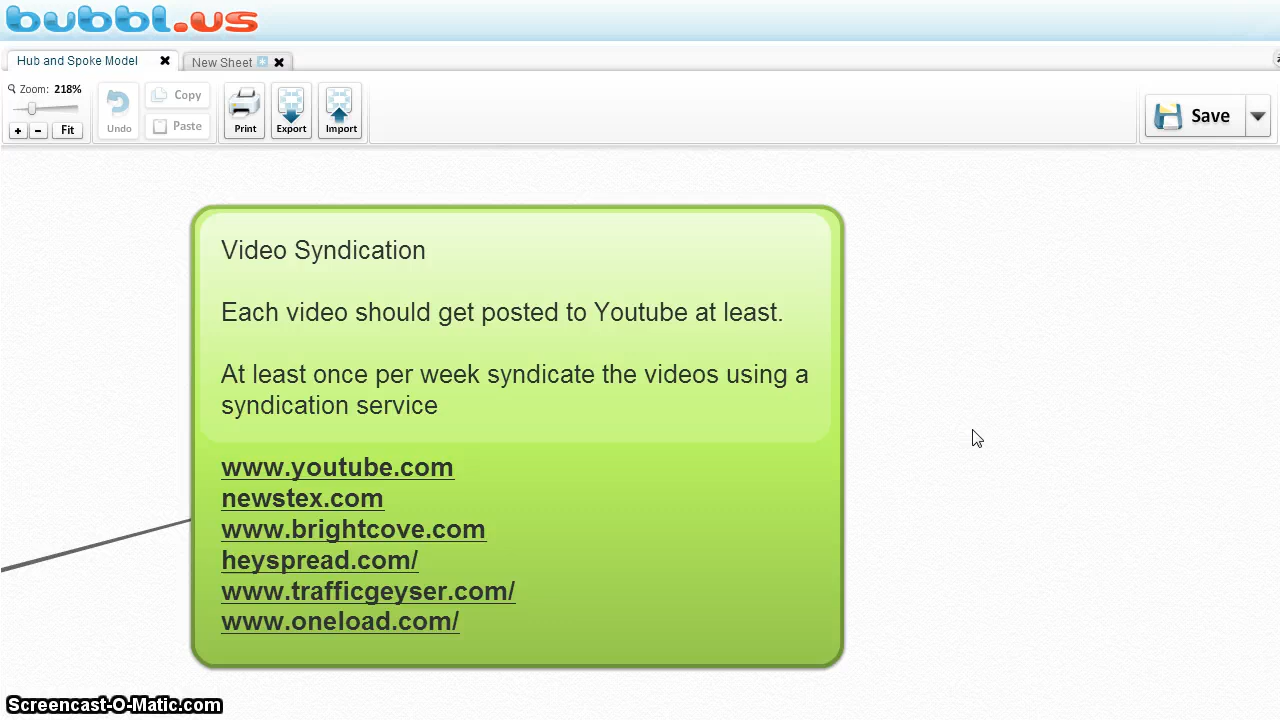 bubbl.us
Hub and Spoke Model
New Sheet
Zoom: 218%
Fit
Undo
Copy
Paste
Print
Export
Import
Save
Video Syndication
Each video should get posted to Youtube at least.
At least once per week syndicate the videos using a
syndication service
www.youtube.com
newstex.com
www.brightcove.com
heyspread.com/
www.trafficgeyser.com/
www.oneload.com/
Screencast-O-Matic.com